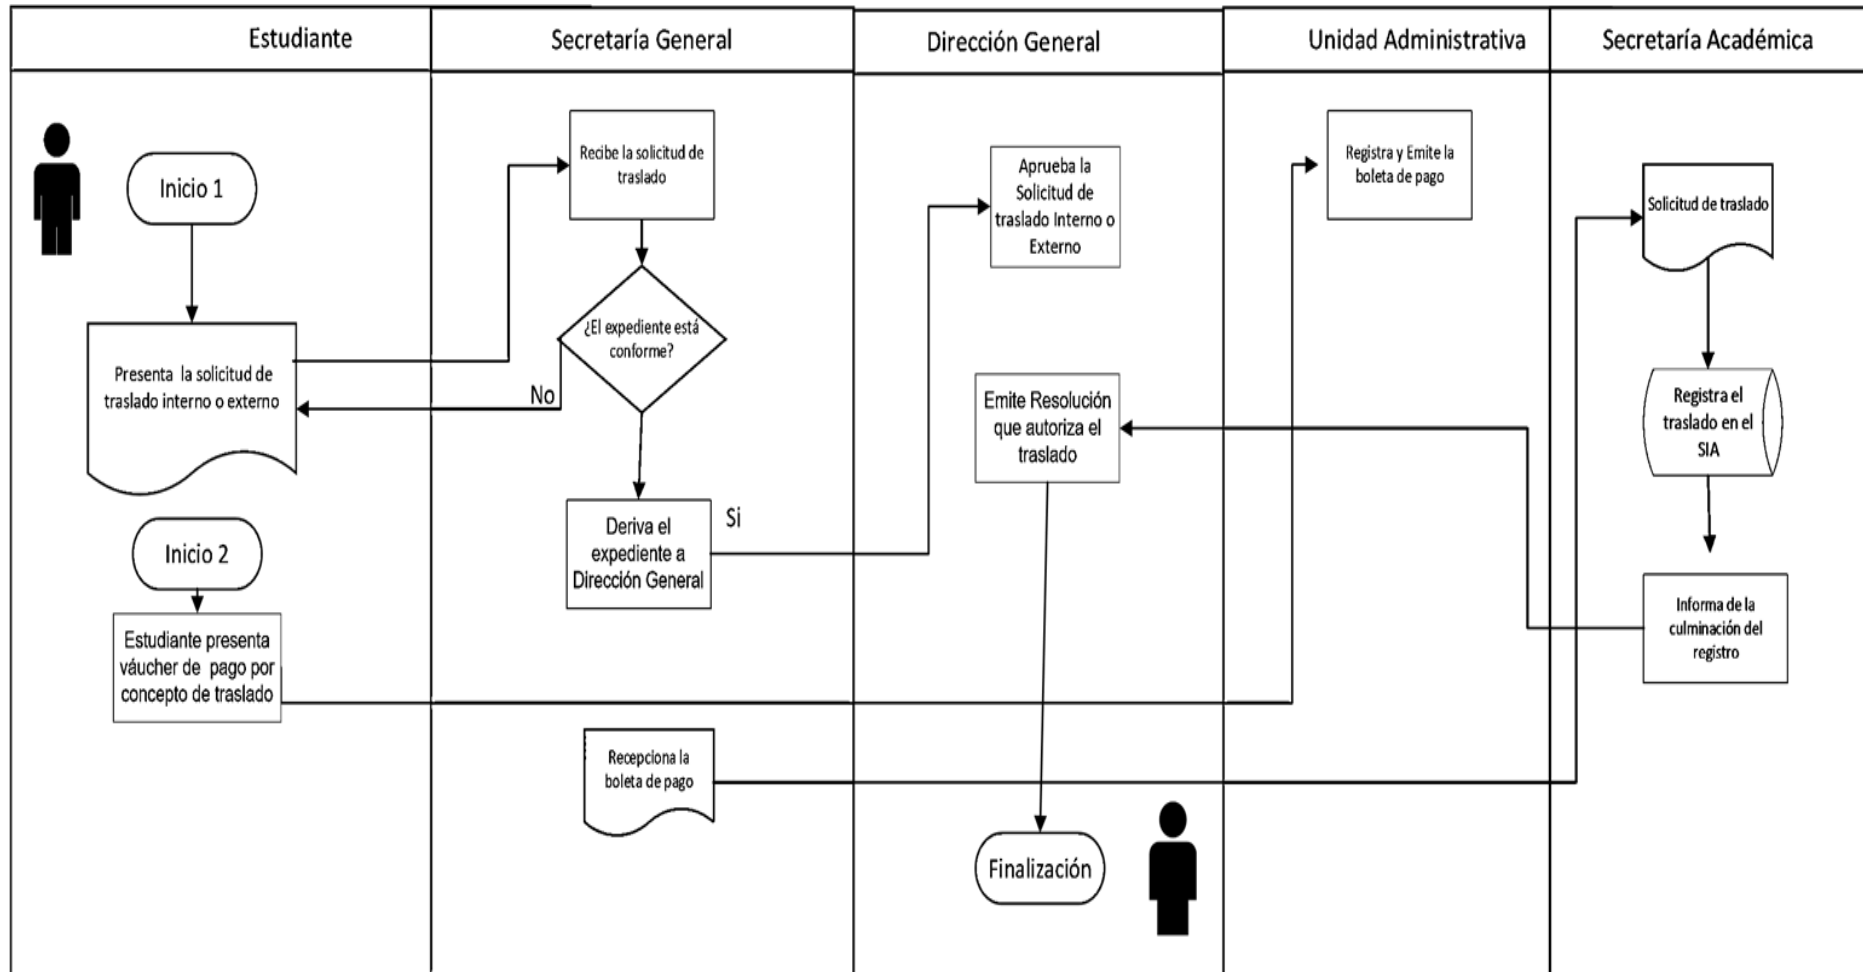 Estudiante
Secretaría General
Dirección General
Unidad Administrativa
Secretaría Académica
Inicio 1
Presenta la solicitud de
traslado interno o externo
Inicio 2
Estudiante presenta
váucher de pago por
concepto de traslado
Recibe la solicitud de
traslado
¿El expediente está
conforme?
No
Si
Deriva el
expediente a
Dirección General
Recepciona la
boleta de pago
Aprueba la
Solicitud de
traslado Interno o
Externo
Emite Resolución
que autoriza el
traslado
Finalización
Registra y Emite la
boleta de pago
Solicitud de traslado
Registra el
traslado en el
SIA
Informa de la
culminación del
registro